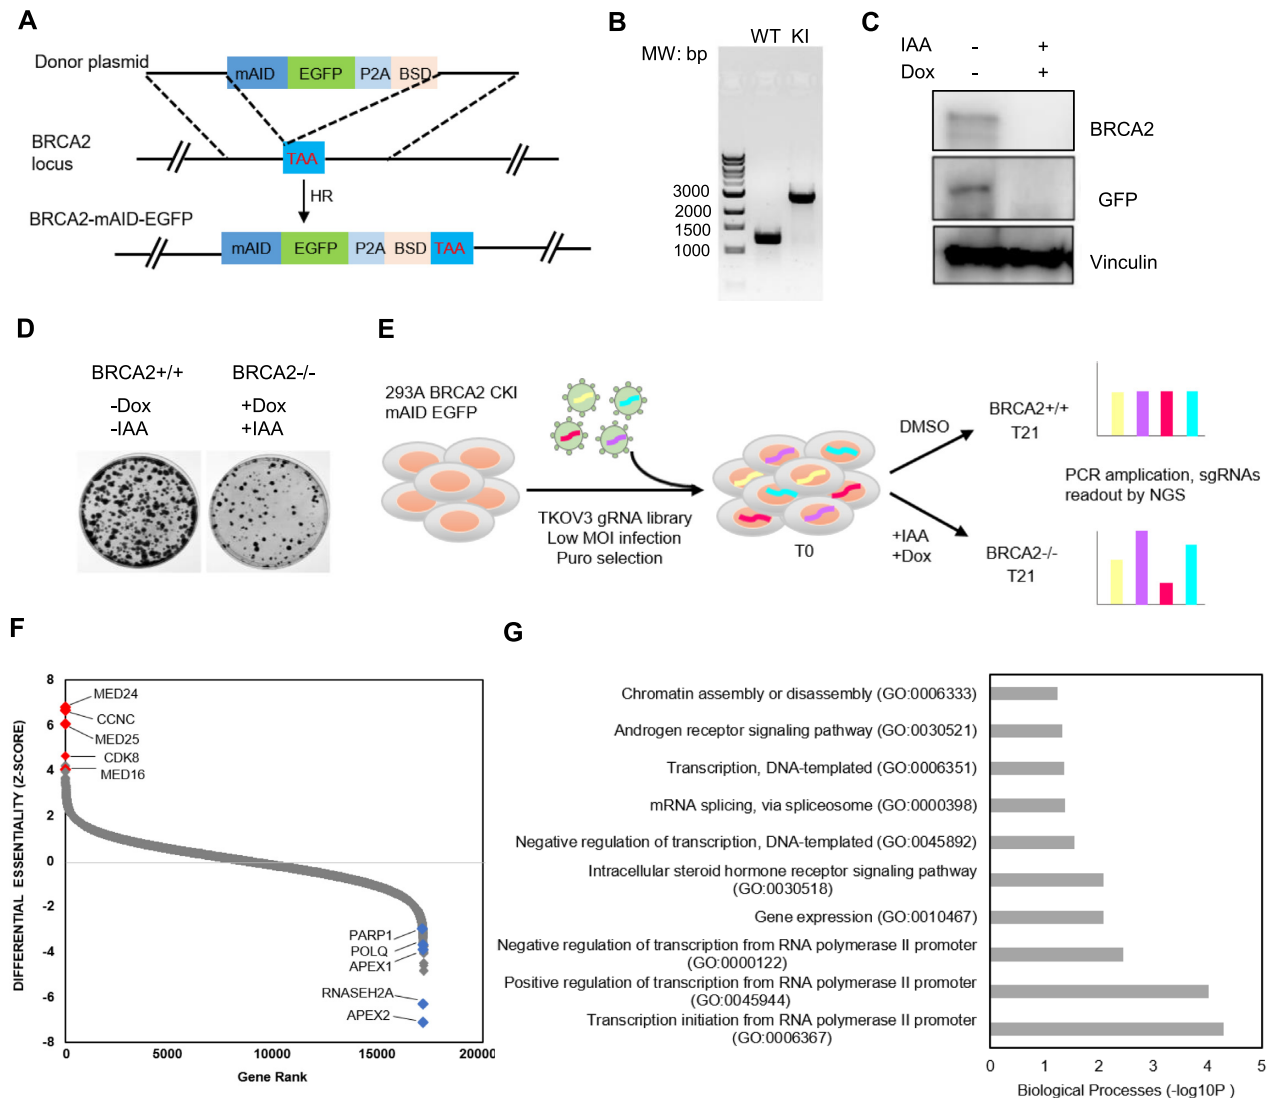 A
Donor plasmid
mAID EGFP P2A BSD
BRCA2
locus
TAA
HR
BRCA2-mAID-EGFP
mAID EGFP P2A BSD TAA
B
WT KI
MW: bp
3000
2000
1500
1000
C
IAA - +
Dox - +
BRCA2
GFP
Vinculin
D
BRCA2+/+ BRCA2-/-
-Dox +Dox
-IAA +IAA
E
293A BRCA2 CKI
mAID EGFP
TKOV3 gRNA library
Low MOI infection
Puro selection
T0
DMSO
+IAA
+Dox
BRCA2+/+
T21
PCR amplication, sgRNAs
readout by NGS
BRCA2-/-
T21
F
DIFFERENTIAL ESSENTIALITY (Z-SCORE)
8
6
4
2
0
-2
-4
-6
-8
MED24
CCNC
MED25
CDK8
MED16
PARP1
POLQ
APEX1
RNASEH2A
APEX2
0 5000 10000 15000 20000
Gene Rank
G
Chromatin assembly or disassembly (GO:0006333)
Androgen receptor signaling pathway (GO:0030521)
Transcription, DNA-templated (GO:0006351)
mRNA splicing, via spliceosome (GO:0000398)
Negative regulation of transcription, DNA-templated (GO:0045892)
Intracellular steroid hormone receptor signaling pathway
(GO:0030518)
Gene expression (GO:0010467)
Negative regulation of transcription from RNA polymerase II promoter
(GO:0000122)
Positive regulation of transcription from RNA polymerase II promoter
(GO:0045944)
Transcription initiation from RNA polymerase II promoter
(GO:0006367)
0 1 2 3 4 5
Biological Processes (-log10P )